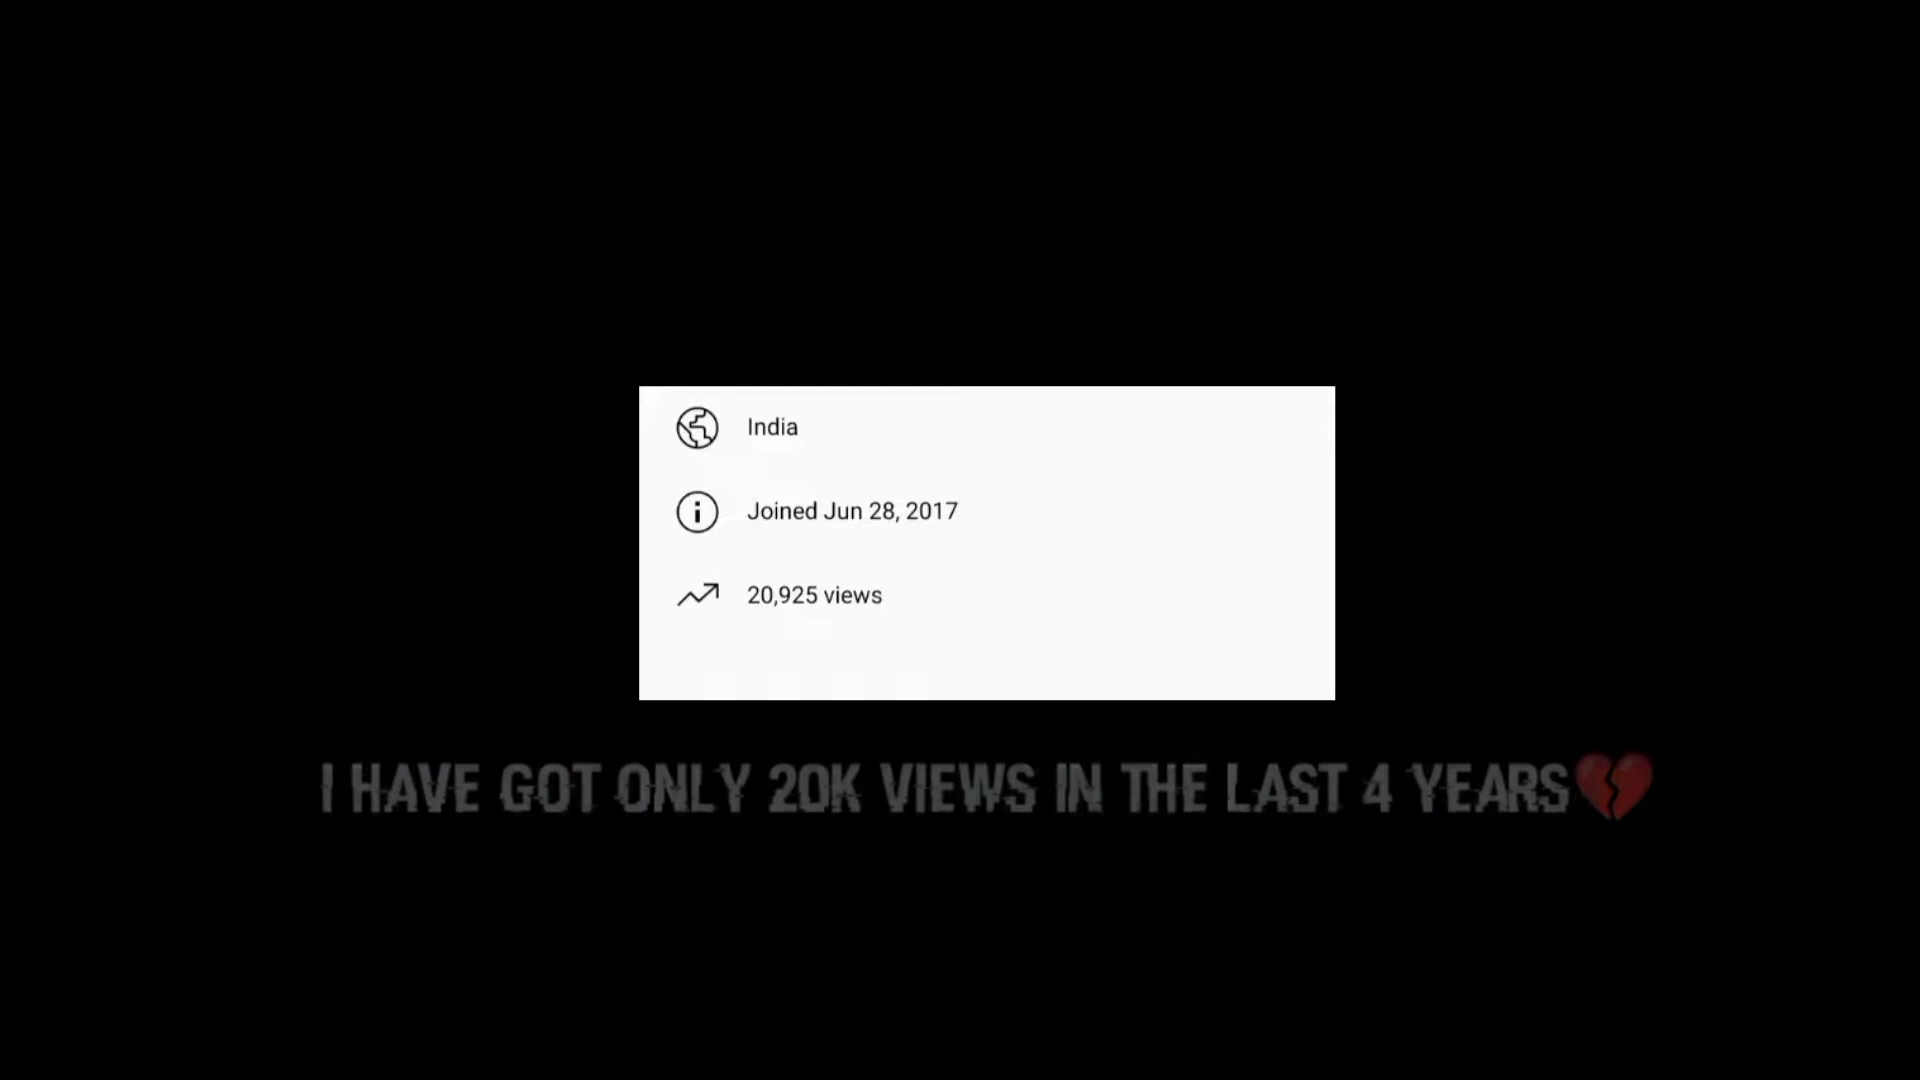 India
Joined Jun 28, 2017
20,925 views
I HAVE GOT ONLY 20K VIEWS IN THE LAST 4 YEARS💔